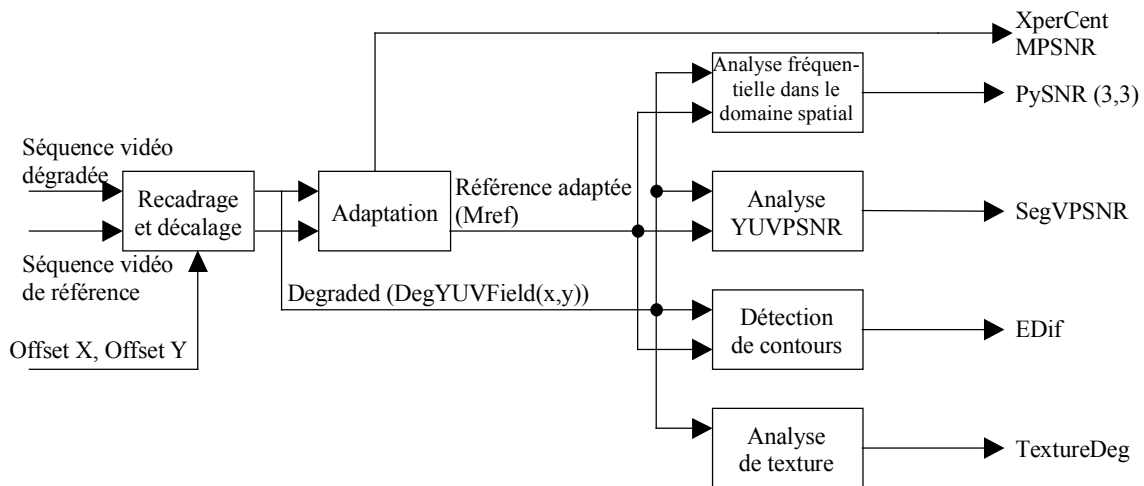 XperCent
MPSNR
Analyse fréquen-
tielle dans le
domaine spatial
PySNR (3,3)
Séquence vidéo
dégradée
Recadrage
et décalage
Adaptation
Référence adaptée
(Mref)
Analyse
YUVPSNR
SegVPSNR
Séquence vidéo
de référence
Degraded (DegYUVField(x,y))
Offset X, Offset Y
Détection
de contours
EDif
Analyse
de texture
TextureDeg